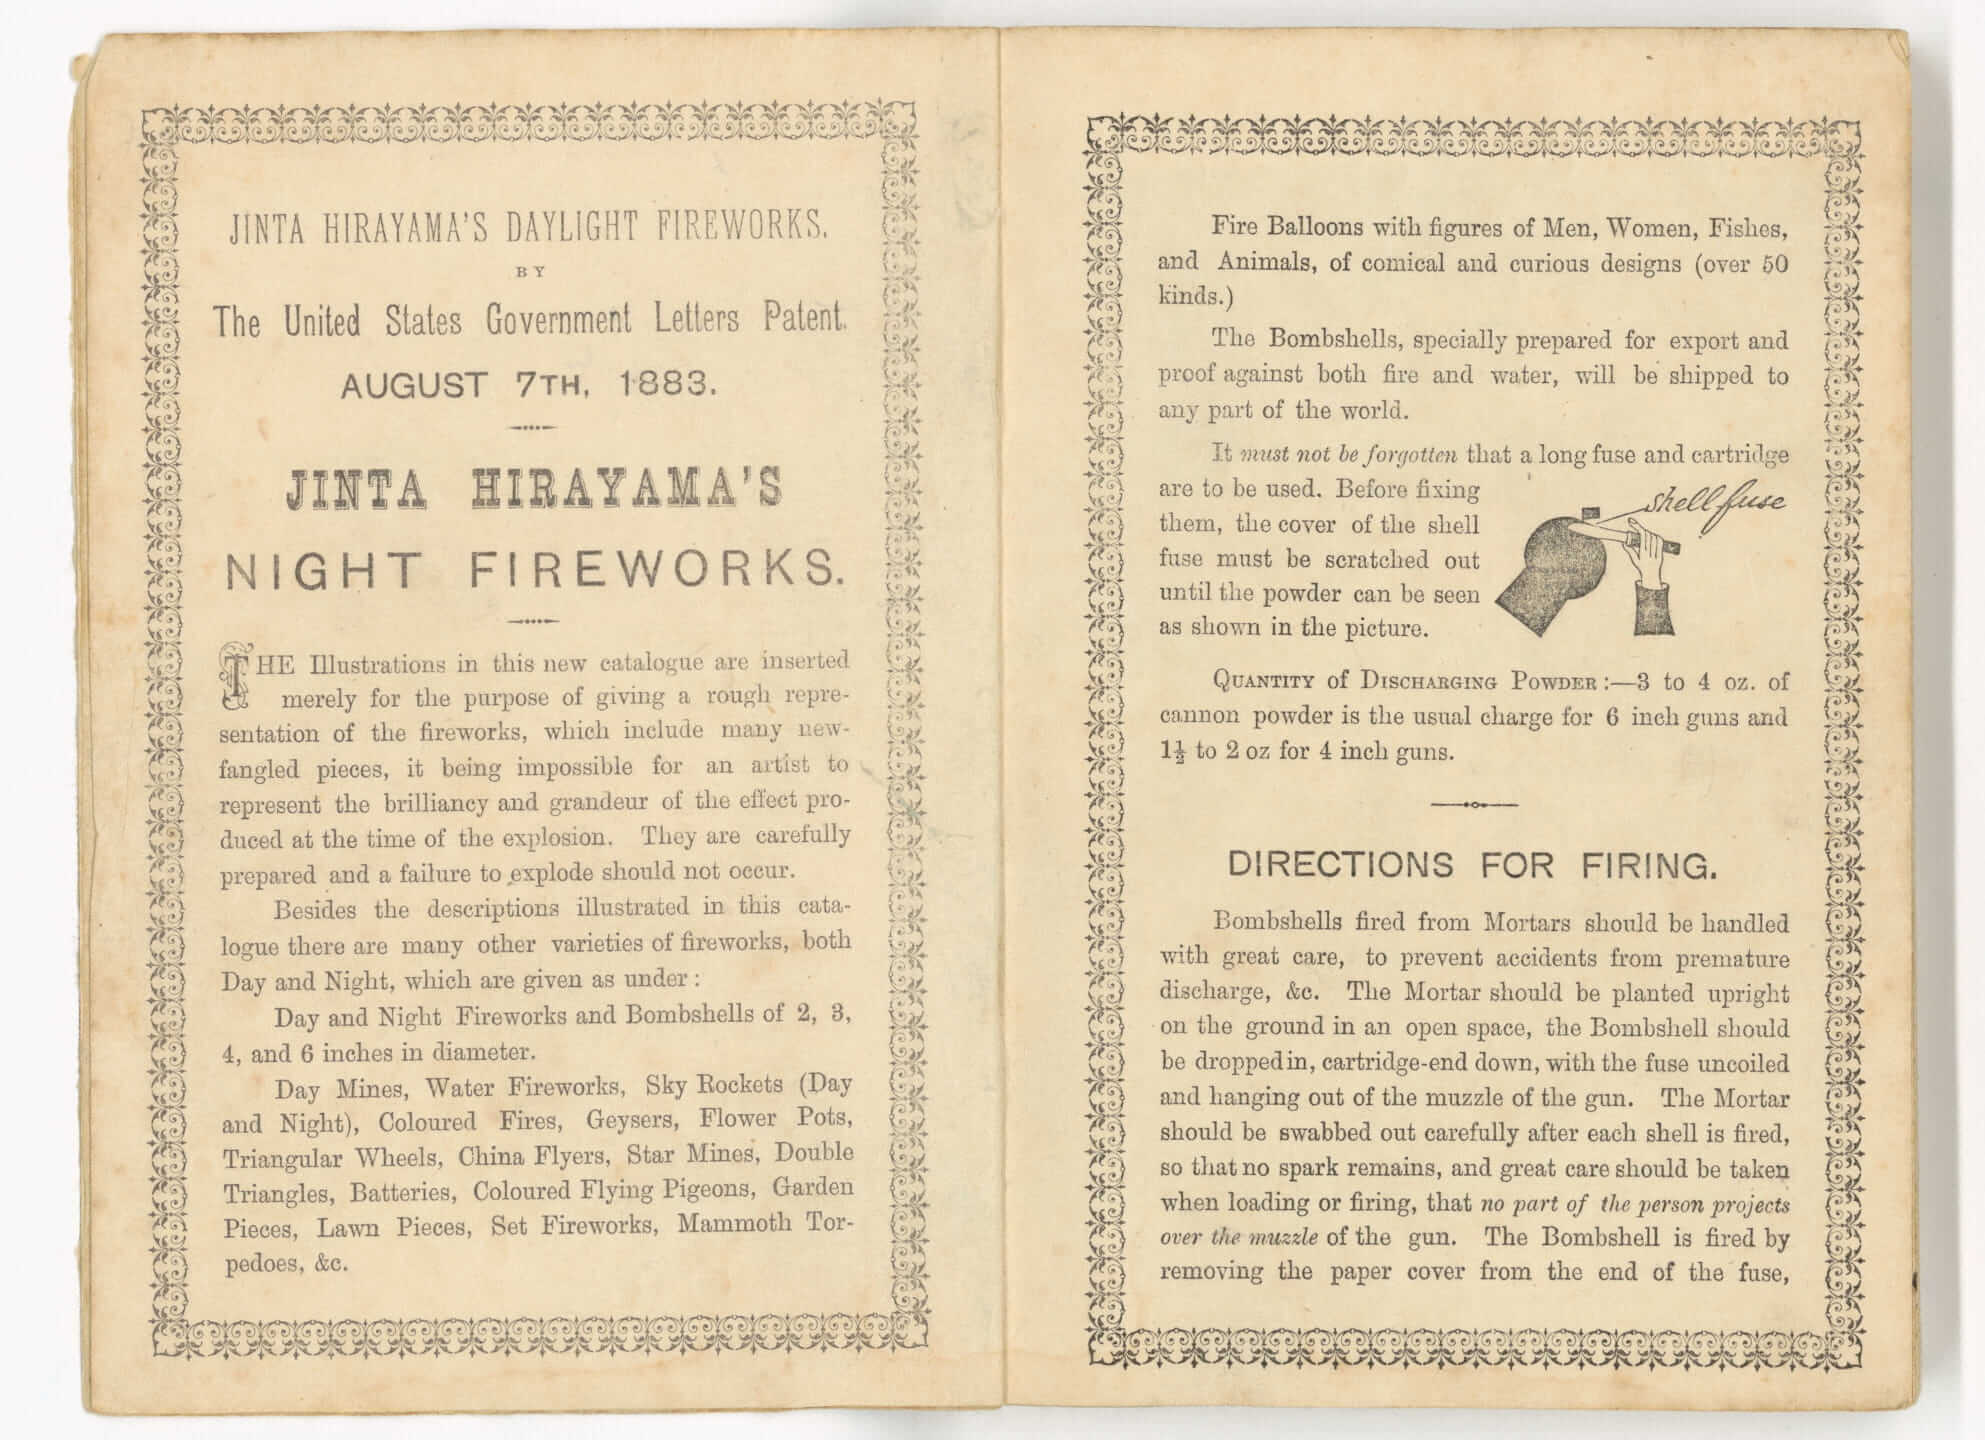 JINTA HIRAYAMA'S DAYLIGHT FIREWORKS.
BY
The United States Government Letters Patent.
AUGUST 7TH, 1883.
JINTA HIRAYAMA'S
NIGHT FIREWORKS.
THE Illustrations in this new catalogue are inserted
merely for the purpose of giving a rough repre-
sentation of the fireworks, which include many new-
fangled pieces, it being impossible for an artist to
represent the brilliancy and grandeur of the effect pro-
duced at the time of the explosion. They are carefully
prepared and a failure to explode should not occur.
Besides the descriptions illustrated in this cata-
logue there are many other varieties of fireworks, both
Day and Night, which are given as under:
Day and Night Fireworks and Bombshells of 2, 3,
4, and 6 inches in diameter.
Day Mines, Water Fireworks, Sky Rockets (Day
and Night), Coloured Fires, Geysers, Flower Pots,
Triangular Wheels, China Flyers, Star Mines, Double
Triangles, Batteries, Coloured Flying Pigeons, Garden
Pieces, Lawn Pieces, Set Fireworks, Mammoth Tor-
pedoes, &c.
Fire Balloons with figures of Men, Women, Fishes,
and Animals, of comical and curious designs (over 50
kinds.)
The Bombshells, specially prepared for export and
proof against both fire and water, will be shipped to
any part of the world.
It must not be forgotten that a long fuse and cartridge
are to be used. Before fixing
them, the cover of the shell
fuse must be scratched out
until the powder can be seen
as shown in the picture.
shell fuse
QUANTITY of DISCHARGING POWDER:—3 to 4 oz. of
cannon powder is the usual charge for 6 inch guns and
1½ to 2 oz for 4 inch guns.
DIRECTIONS FOR FIRING.
Bombshells fired from Mortars should be handled
with great care, to prevent accidents from premature
discharge, &c. The Mortar should be planted upright
on the ground in an open space, the Bombshell should
be dropped in, cartridge-end down, with the fuse uncoiled
and hanging out of the muzzle of the gun. The Mortar
should be swabbed out carefully after each shell is fired,
so that no spark remains, and great care should be taken
when loading or firing, that no part of the person projects
over the muzzle of the gun. The Bombshell is fired by
removing the paper cover from the end of the fuse,